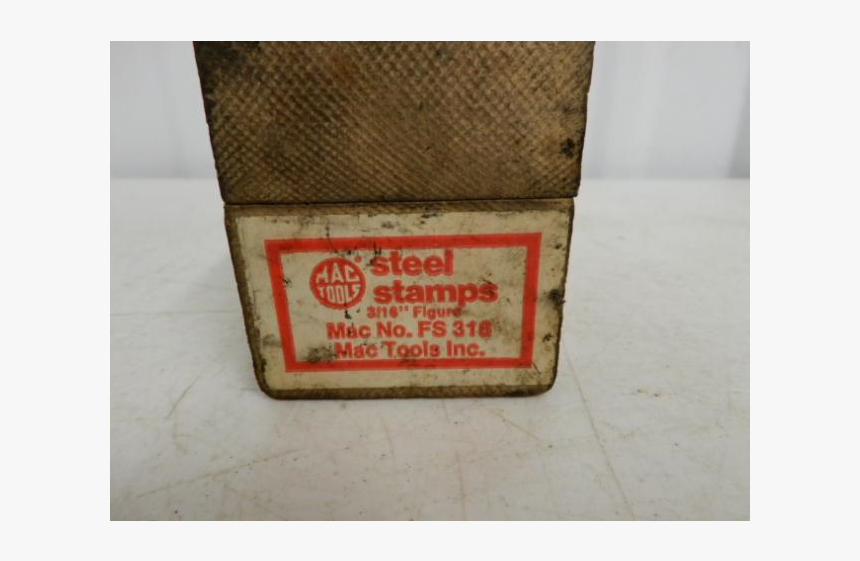 MAC
TOOLS
steel
stamps
3/16" Figure
Mac No. FS 316
Mac Tools Inc.